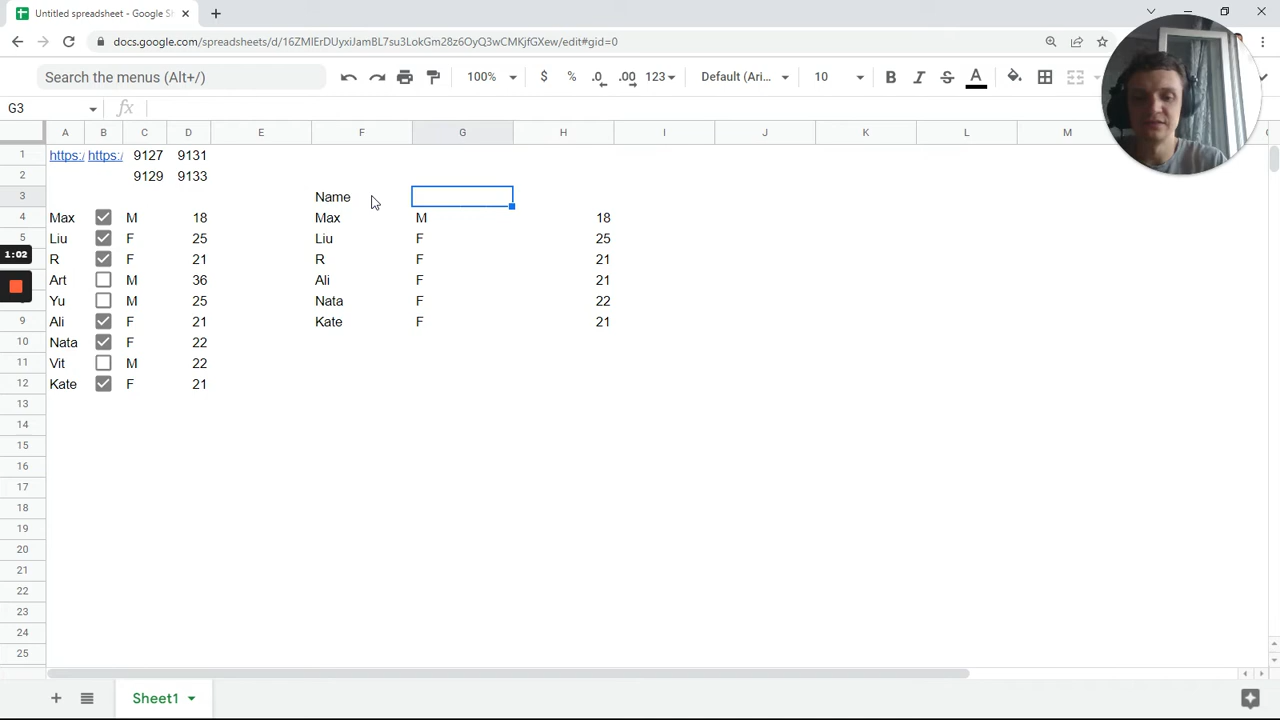 Untitled spreadsheet - Google S
docs.google.com/spreadsheets/d/16ZMIErDUyxiJamBL7su3LokGm28z6OyQ3wCMKjfGXew/edit#gid=0
Search the menus (Alt+/)
100%
$
%
.0
.00
123
Default (Ari...
10
B
I
S
A
G3
fx
A B C D E F G H I J K L M
1 https:/ https:/ 9127 9131
2 9129 9133
3 Name
4 Max M 18 Max M 18
5 Liu F 25 Liu F 25
R F 21 R F 21
Art M 36 Ali F 21
Yu M 25 Nata F 22
9 Ali F 21 Kate F 21
10 Nata F 22
11 Vit M 22
12 Kate F 21
13
14
15
16
17
18
19
20
21
22
23
24
25
1:02
Sheet1